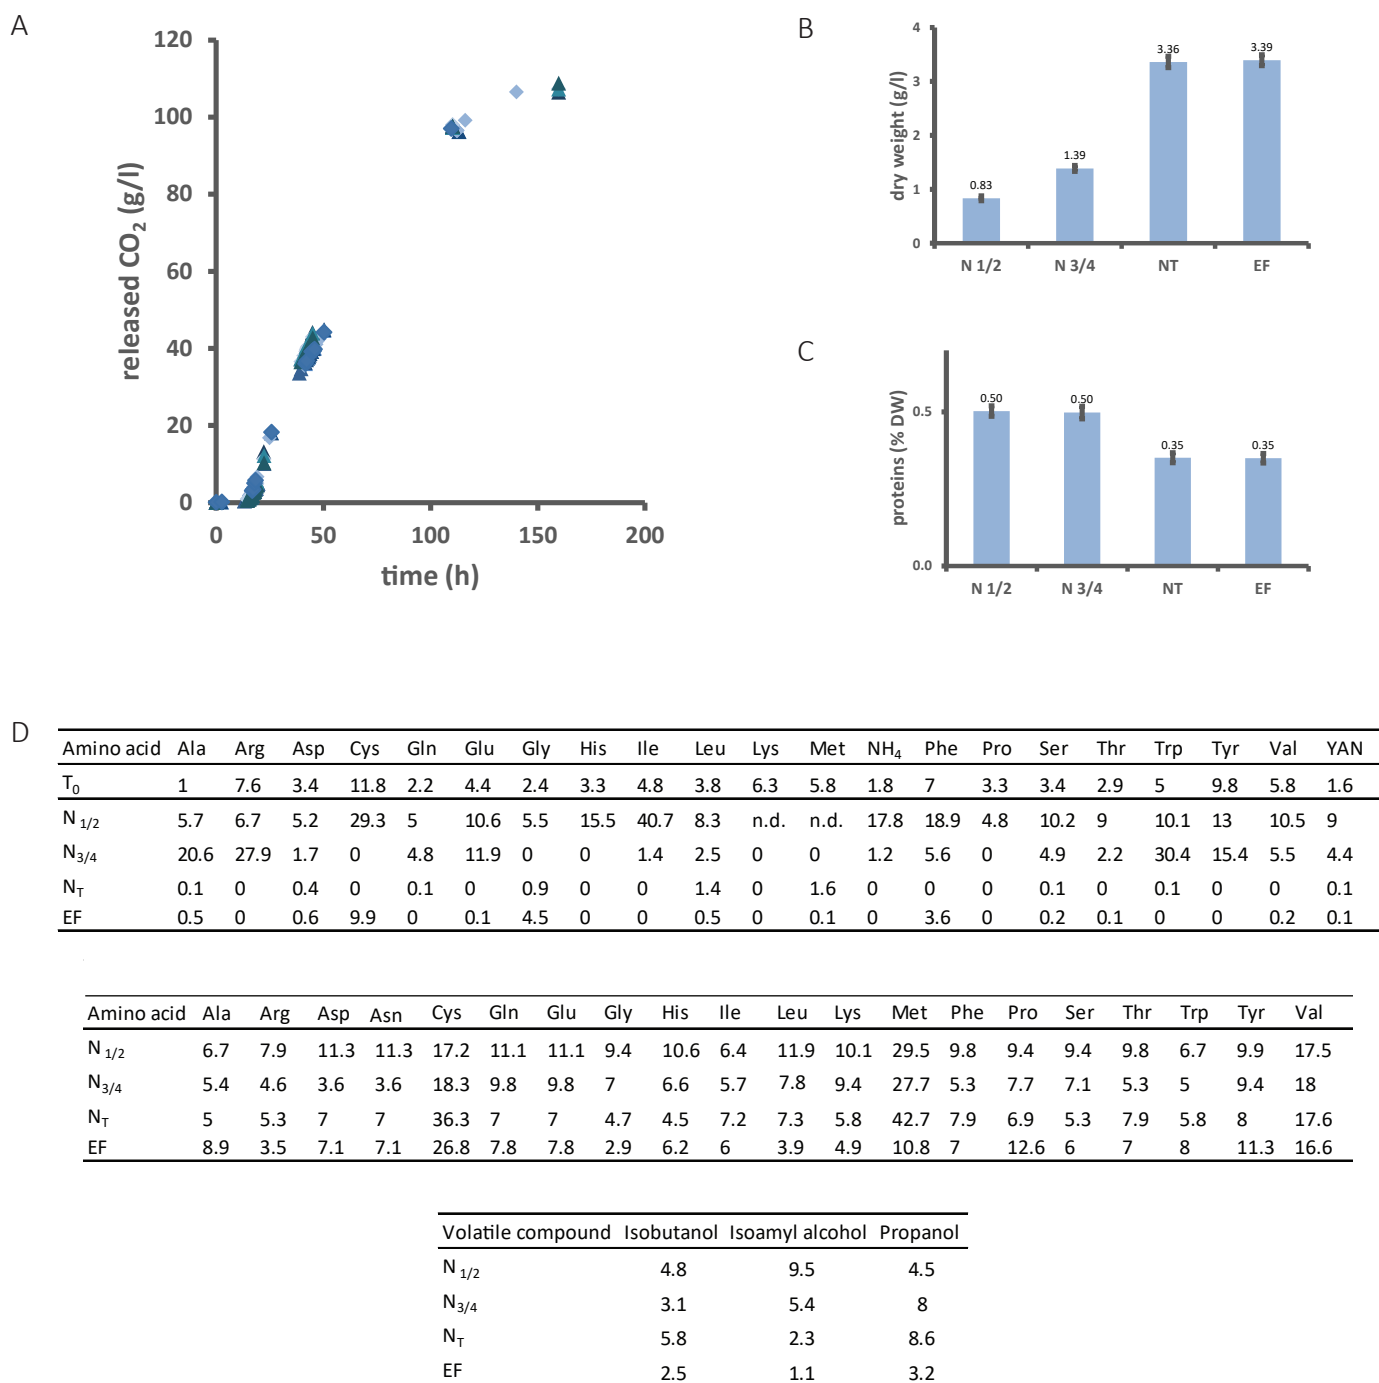 A
120
100
80
60
40
20
0
0 50 100 150 200
released CO₂ (g/l)
time (h)
B
4
3
2
1
0
dry weight (g/l)
0.83 1.39 3.36 3.39
N 1/2 N 3/4 NT EF
C
0.5
0.0
proteins (% DW)
0.50 0.50 0.35 0.35
N 1/2 N 3/4 NT EF
D
Amino acid Ala Arg Asp Cys Gln Glu Gly His Ile Leu Lys Met NH₄ Phe Pro Ser Thr Trp Tyr Val YAN
T₀ 1 7.6 3.4 11.8 2.2 4.4 2.4 3.3 4.8 3.8 6.3 5.8 1.8 7 3.3 3.4 2.9 5 9.8 5.8 1.6
N 1/2 5.7 6.7 5.2 29.3 5 10.6 5.5 15.5 40.7 8.3 n.d. n.d. 17.8 18.9 4.8 10.2 9 10.1 13 10.5 9
N3/4 20.6 27.9 1.7 0 4.8 11.9 0 0 1.4 2.5 0 0 1.2 5.6 0 4.9 2.2 30.4 15.4 5.5 4.4
NT 0.1 0 0.4 0 0.1 0 0.9 0 0 1.4 0 1.6 0 0 0 0.1 0 0.1 0 0 0.1
EF 0.5 0 0.6 9.9 0 0.1 4.5 0 0 0.5 0 0.1 0 3.6 0 0.2 0.1 0 0 0.2 0.1
Amino acid Ala Arg Asp Asn Cys Gln Glu Gly His Ile Leu Lys Met Phe Pro Ser Thr Trp Tyr Val
N 1/2 6.7 7.9 11.3 11.3 17.2 11.1 11.1 9.4 10.6 6.4 11.9 10.1 29.5 9.8 9.4 9.4 9.8 6.7 9.9 17.5
N3/4 5.4 4.6 3.6 3.6 18.3 9.8 9.8 7 6.6 5.7 7.8 9.4 27.7 5.3 7.7 7.1 5.3 5 9.4 18
NT 5 5.3 7 7 36.3 7 7 4.7 4.5 7.2 7.3 5.8 42.7 7.9 6.9 5.3 7.9 5.8 8 17.6
EF 8.9 3.5 7.1 7.1 26.8 7.8 7.8 2.9 6.2 6 3.9 4.9 10.8 7 12.6 6 7 8 11.3 16.6
Volatile compound Isobutanol Isoamyl alcohol Propanol
N 1/2 4.8 9.5 4.5
N3/4 3.1 5.4 8
NT 5.8 2.3 8.6
EF 2.5 1.1 3.2